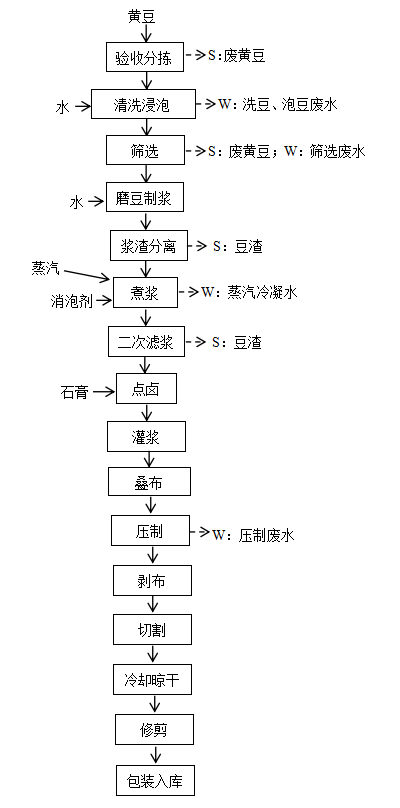 黄豆
验收分拣 S：废黄豆
水 清洗浸泡 W：洗豆、泡豆废水
筛选 S：废黄豆；W：筛选废水
水 磨豆制浆
浆渣分离 S：豆渣
蒸汽
消泡剂 煮浆 W：蒸汽冷凝水
二次滤浆 S：豆渣
石膏 点卤
灌浆
叠布
压制 W：压制废水
剥布
切割
冷却晾干
修剪
包装入库